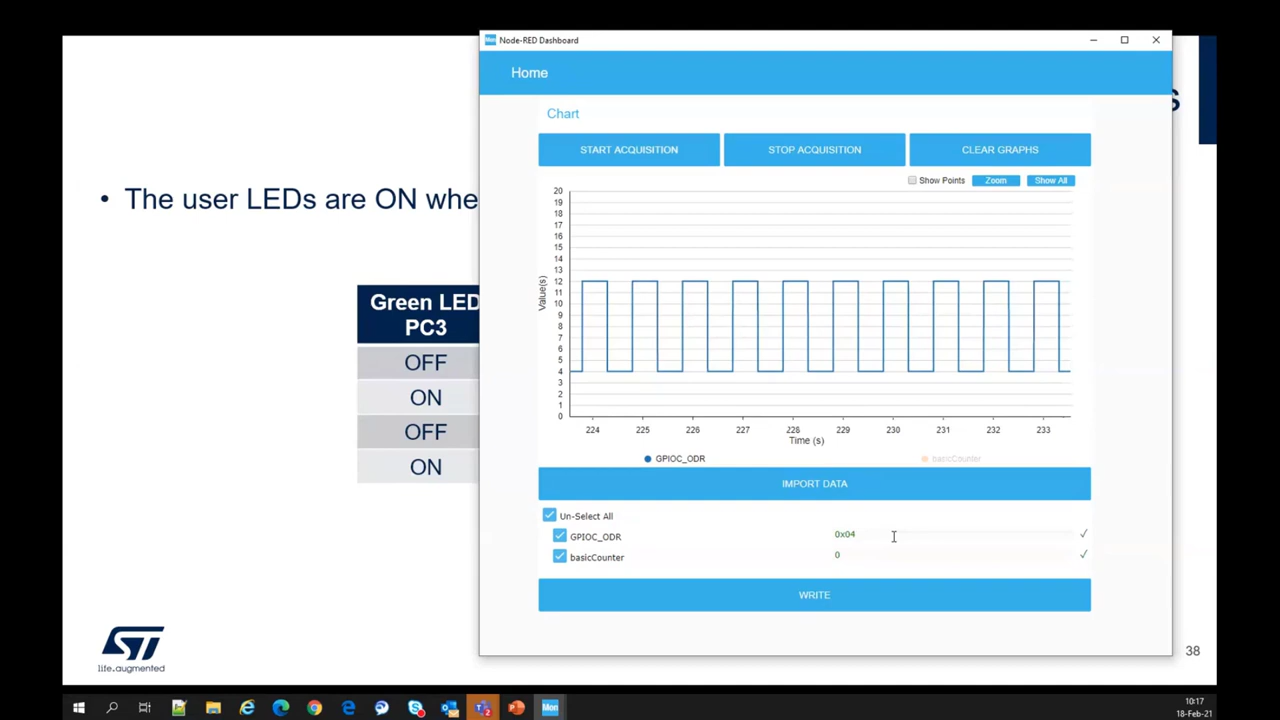 Node-RED Dashboard
Home
Chart
START ACQUISITION
STOP ACQUISITION
CLEAR GRAPHS
Show Points
Zoom
Show All
20
19
18
17
16
15
14
13
12
11
10
9
8
7
6
5
4
3
2
1
0
Value(s)
224 225 226 227 228 229 230 231 232 233
Time (s)
GPIOC_ODR
basicCounter
IMPORT DATA
Un-Select All
GPIOC_ODR 0x04
basicCounter 0
WRITE
• The user LEDs are ON whe
Green LED
PC3
OFF
ON
OFF
ON
ST
life.augmented
38
Mon
10:17
18-Feb-21